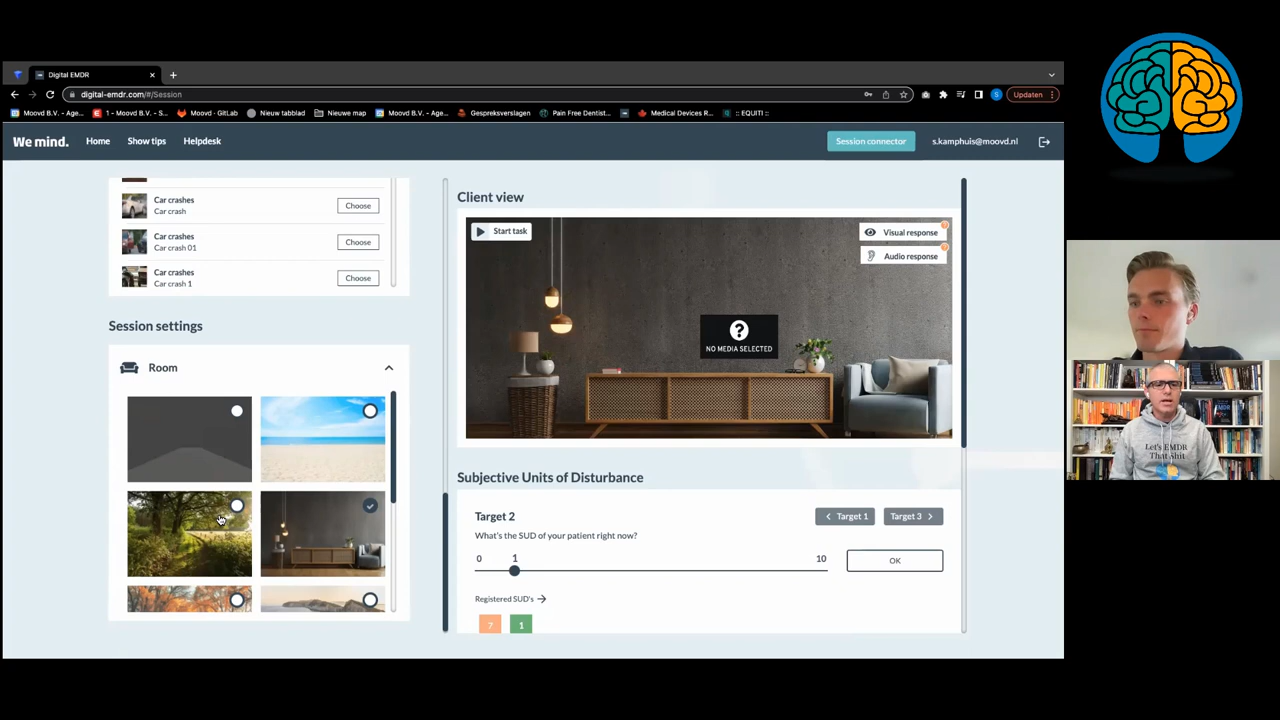 Digital EMDR
digital-emdr.com/#/Session
Updaten
Moovd B.V. - Age...
1 - Moovd B.V. - S...
Moovd · GitLab
Nieuw tabblad
Nieuwe map
Moovd B.V. - Age...
Gespreksverslagen
Pain Free Dentist...
Medical Devices R...
:: EQUITI ::
We mind.
Home
Show tips
Helpdesk
Session connector
s.kamphuis@moovd.nl
Car crashes
Car crash
Choose
Car crashes
Car crash 01
Choose
Car crashes
Car crash 1
Choose
Session settings
Room
Client view
Start task
Visual response
Audio response
?
NO MEDIA SELECTED
Subjective Units of Disturbance
Target 2
Target 1
Target 3
What's the SUD of your patient right now?
0 1 10
OK
Registered SUD's
7 1
EMDR
Let's EMDR
That Shit